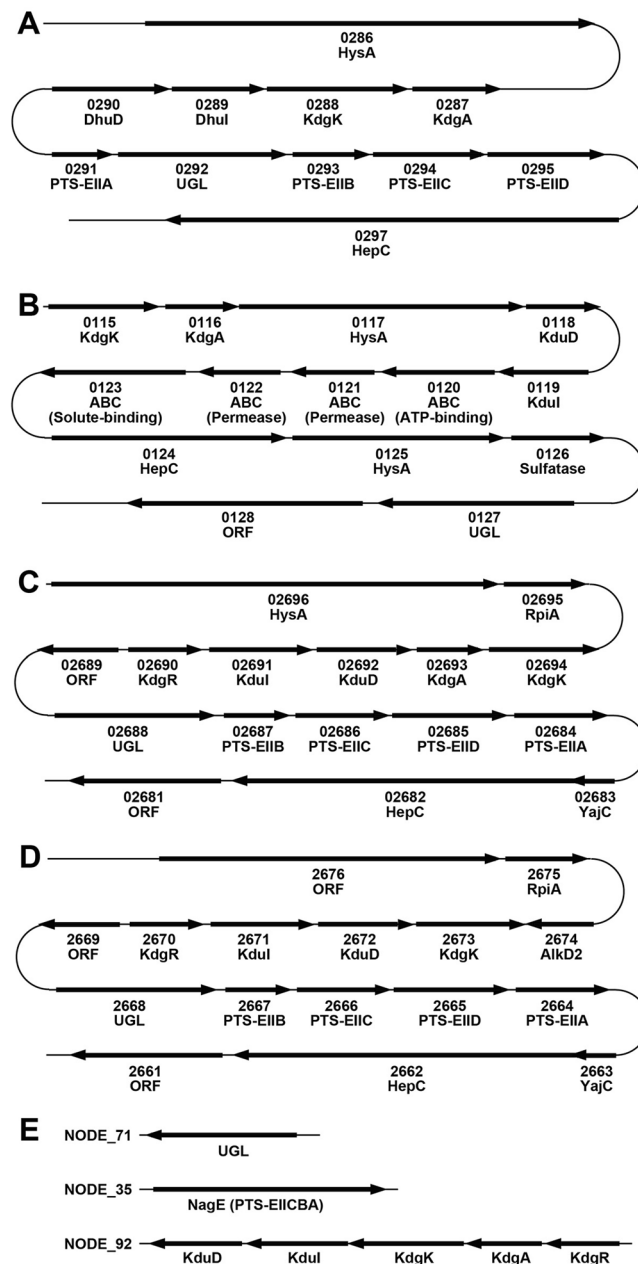 A
0286
HysA
0290 0289 0288 0287
DhuD DhuI KdgK KdgA
0291 0292 0293 0294 0295
PTS-EIIA UGL PTS-EIIB PTS-EIIC PTS-EIID
0297
HepC
B
0115 0116 0117 0118
KdgK KdgA HysA KduD
0123 0122 0121 0120 0119
ABC ABC ABC ABC KduI
(Solute-binding) (Permease) (Permease) (ATP-binding)
0124 0125 0126
HepC HysA Sulfatase
0128 0127
ORF UGL
C
02696 02695
HysA RpiA
02689 02690 02691 02692 02693 02694
ORF KdgR KduI KduD KdgA KdgK
02688 02687 02686 02685 02684
UGL PTS-EIIB PTS-EIIC PTS-EIID PTS-EIIA
02681 02682 02683
ORF HepC YajC
D
2676 2675
ORF RpiA
2669 2670 2671 2672 2673 2674
ORF KdgR KduI KduD KdgK AlkD2
2668 2667 2666 2665 2664
UGL PTS-EIIB PTS-EIIC PTS-EIID PTS-EIIA
2661 2662 2663
ORF HepC YajC
E
NODE_71
UGL
NODE_35
NagE (PTS-EIICBA)
NODE_92
KduD KduI KdgK KdgA KdgR